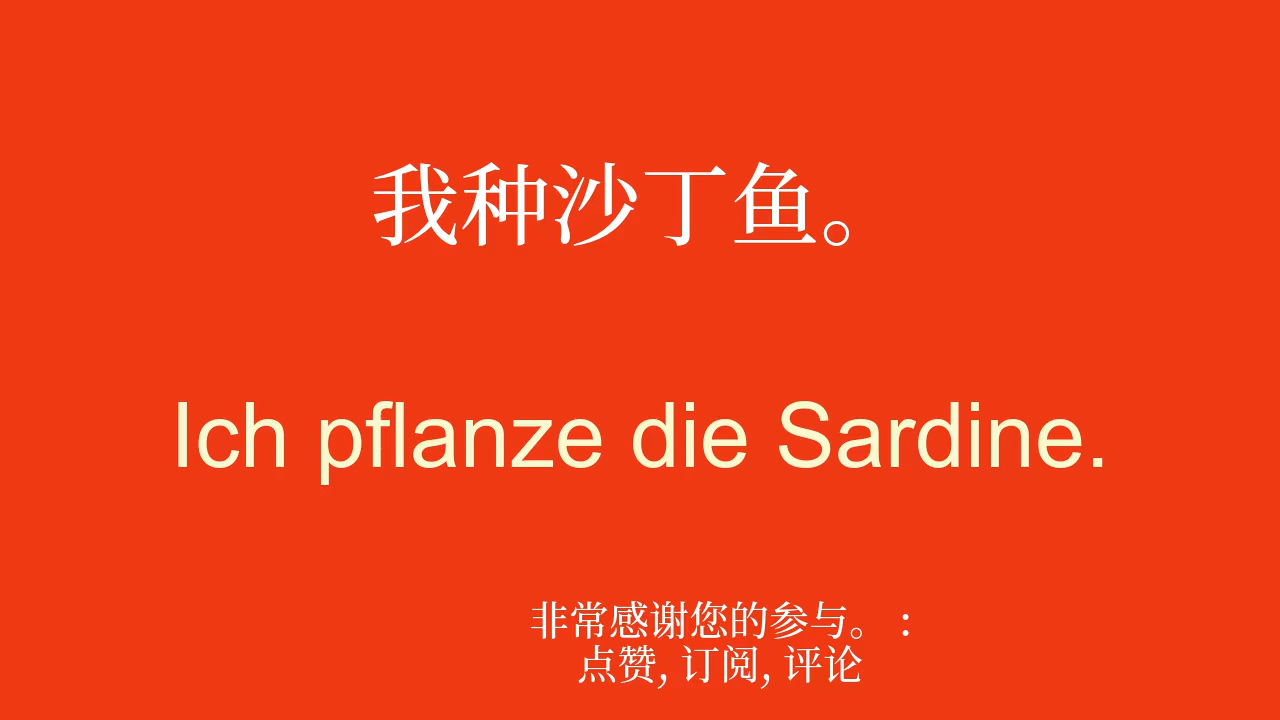 我种沙丁鱼。
Ich pflanze die Sardine.
非常感谢您的参与。 :
点赞, 订阅, 评论